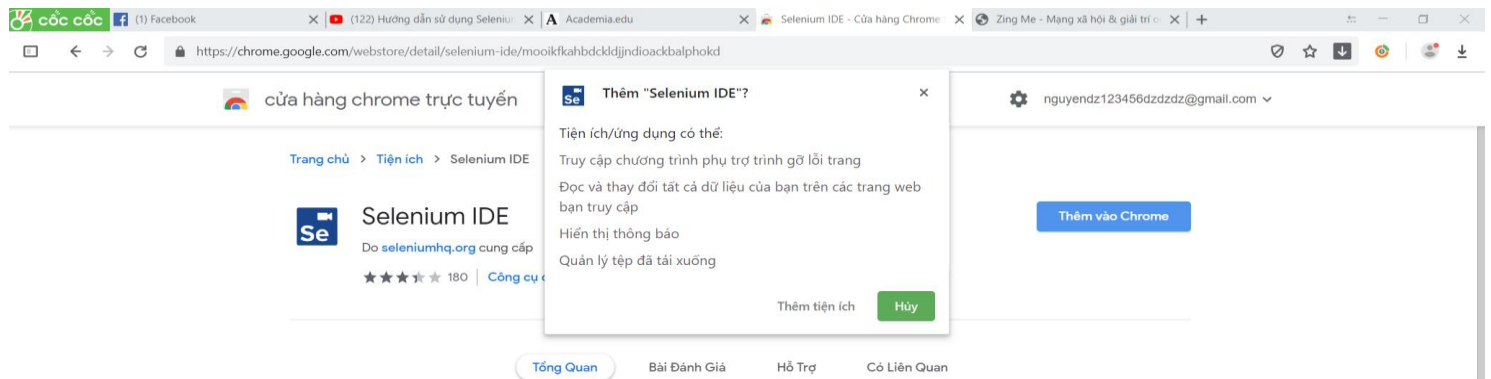 cốc cốc
(1) Facebook
(122) Hướng dẫn sử dụng Seleniu
A Academia.edu
Selenium IDE - Cửa hàng Chrome
Zing Me - Mạng xã hội & giải trí o
https://chrome.google.com/webstore/detail/selenium-ide/mooikfkahbdckldjjndioackbalphokd
cửa hàng chrome trực tuyến
nguyendz123456dzdzdz@gmail.com
Se
Thêm "Selenium IDE"?
Tiện ích/ứng dụng có thể:
Truy cập chương trình phụ trợ trình gỡ lỗi trang
Đọc và thay đổi tất cả dữ liệu của bạn trên các trang web
bạn truy cập
Hiển thị thông báo
Quản lý tệp đã tải xuống
Thêm tiện ích
Hủy
Trang chủ > Tiện ích > Selenium IDE
Se
Selenium IDE
Do seleniumhq.org cung cấp
180 | Công cụ
Thêm vào Chrome
Tổng Quan
Bài Đánh Giá
Hỗ Trợ
Có Liên Quan